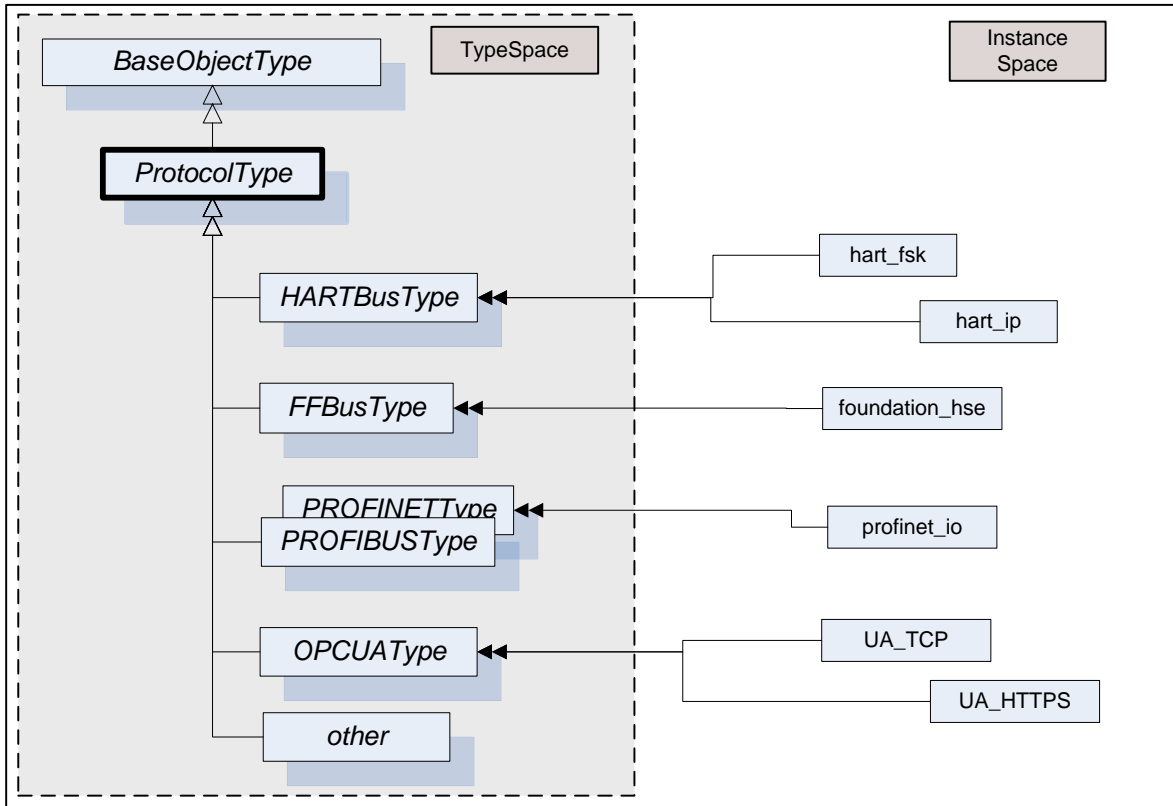 BaseObjectType
TypeSpace
Instance
Space
ProtocolType
hart_fsk
HARTBusType
hart_ip
FFBusType
foundation_hse
PROFINETType
profinet_io
PROFIBUSType
UA_TCP
OPCUAType
UA_HTTPS
other